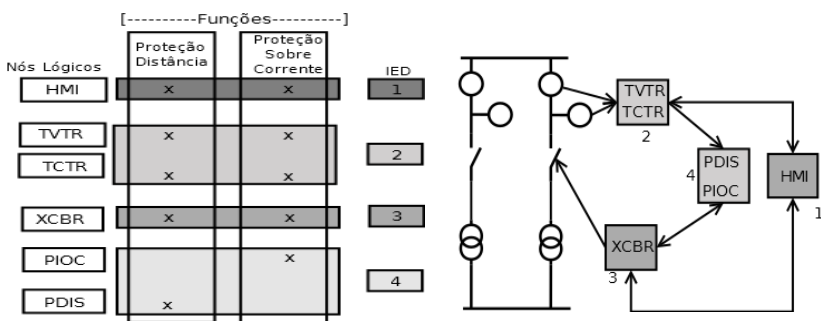 [----------Funções----------]
Proteção
Distância
Proteção
Sobre
Corrente
Nós Lógicos
IED
HMI x x 1
TVTR x x
2
TCTR x x
XCBR x x 3
PIOC x
4
PDIS x
TVTR
TCTR
2
PDIS
4
PIOC
HMI
1
XCBR
3